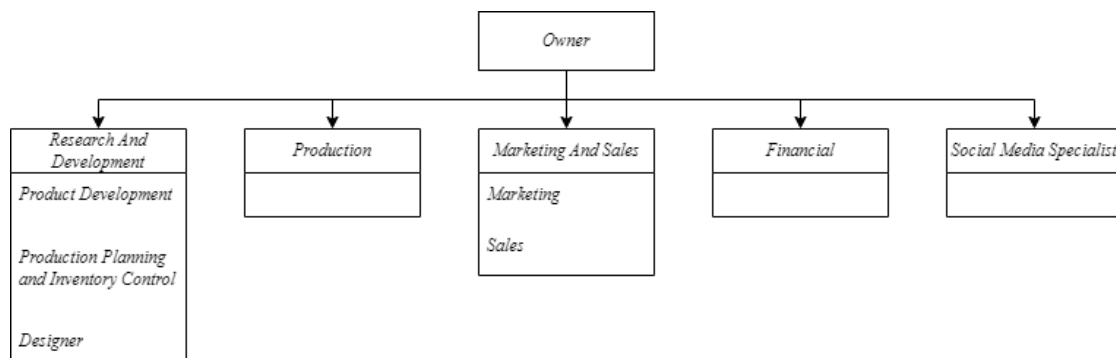 Owner
Research And
Development
Production
Marketing And Sales
Financial
Social Media Specialist
Product Development
Production Planning
and Inventory Control
Designer
Marketing
Sales